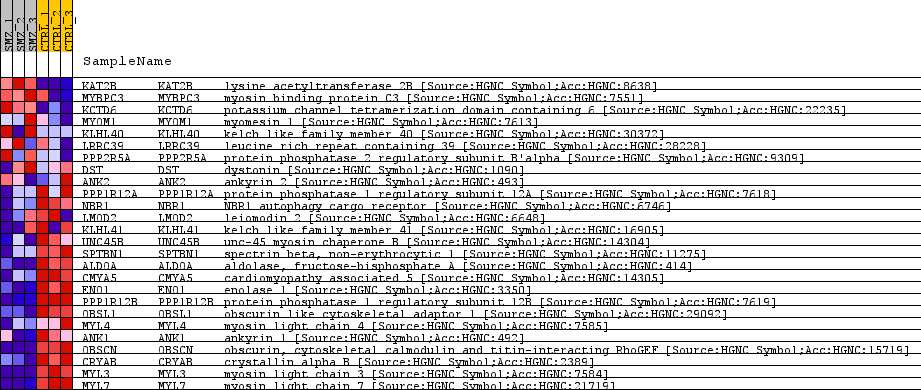 SMZ_1
SMZ_2
SMZ_3
CTRL_1
CTRL_2
CTRL_3
SampleName
KAT2B KAT2B lysine acetyltransferase 2B [Source:HGNC Symbol;Acc:HGNC:8638]
MYBPC3 MYBPC3 myosin binding protein C3 [Source:HGNC Symbol;Acc:HGNC:7551]
KCTD6 KCTD6 potassium channel tetramerization domain containing 6 [Source:HGNC Symbol;Acc:HGNC:22235]
MYOM1 MYOM1 myomesin 1 [Source:HGNC Symbol;Acc:HGNC:7613]
KLHL40 KLHL40 kelch like family member 40 [Source:HGNC Symbol;Acc:HGNC:30372]
LRRC39 LRRC39 leucine rich repeat containing 39 [Source:HGNC Symbol;Acc:HGNC:28228]
PPP2R5A PPP2R5A protein phosphatase 2 regulatory subunit B'alpha [Source:HGNC Symbol;Acc:HGNC:9309]
DST DST dystonin [Source:HGNC Symbol;Acc:HGNC:1090]
ANK2 ANK2 ankyrin 2 [Source:HGNC Symbol;Acc:HGNC:493]
PPP1R12A PPP1R12A protein phosphatase 1 regulatory subunit 12A [Source:HGNC Symbol;Acc:HGNC:7618]
NBR1 NBR1 NBR1 autophagy cargo receptor [Source:HGNC Symbol;Acc:HGNC:6746]
LMOD2 LMOD2 leiomodin 2 [Source:HGNC Symbol;Acc:HGNC:6648]
KLHL41 KLHL41 kelch like family member 41 [Source:HGNC Symbol;Acc:HGNC:16905]
UNC45B UNC45B unc-45 myosin chaperone B [Source:HGNC Symbol;Acc:HGNC:14304]
SPTBN1 SPTBN1 spectrin beta, non-erythrocytic 1 [Source:HGNC Symbol;Acc:HGNC:11275]
ALDOA ALDOA aldolase, fructose-bisphosphate A [Source:HGNC Symbol;Acc:HGNC:414]
CMYA5 CMYA5 cardiomyopathy associated 5 [Source:HGNC Symbol;Acc:HGNC:14305]
ENO1 ENO1 enolase 1 [Source:HGNC Symbol;Acc:HGNC:3350]
PPP1R12B PPP1R12B protein phosphatase 1 regulatory subunit 12B [Source:HGNC Symbol;Acc:HGNC:7619]
OBSL1 OBSL1 obscurin like cytoskeletal adaptor 1 [Source:HGNC Symbol;Acc:HGNC:29092]
MYL4 MYL4 myosin light chain 4 [Source:HGNC Symbol;Acc:HGNC:7585]
ANK1 ANK1 ankyrin 1 [Source:HGNC Symbol;Acc:HGNC:492]
OBSCN OBSCN obscurin, cytoskeletal calmodulin and titin-interacting RhoGEF [Source:HGNC Symbol;Acc:HGNC:15719]
CRYAB CRYAB crystallin alpha B [Source:HGNC Symbol;Acc:HGNC:2389]
MYL3 MYL3 myosin light chain 3 [Source:HGNC Symbol;Acc:HGNC:7584]
MYL7 MYL7 myosin light chain 7 [Source:HGNC Symbol;Acc:HGNC:21719]